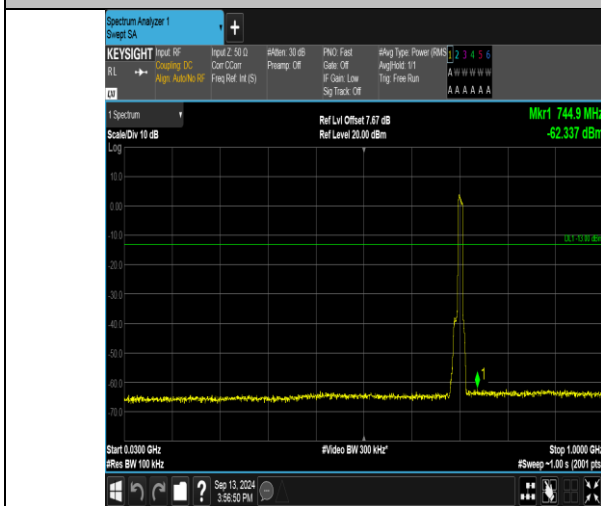 Spectrum Analyzer 1
Swept SA
+
KEYSIGHT
RL
Input: RF
Coupling: DC
Align: Auto/No RF
Input Z: 50 Ω
Corr CCorr
Freq Ref: Int (S)
#Atten: 30 dB
Preamp: Off
PNO: Fast
Gate: Off
IF Gain: Low
Sig Track: Off
#Avg Type: Power (RMS
Avg|Hold: 1/1
Trig: Free Run
1 2 3 4 5 6
A W W W W W
A A A A A A
LXI
1 Spectrum
Scale/Div 10 dB
Ref Lvl Offset 7.67 dB
Ref Level 20.00 dBm
Mkr1 744.9 MHz
-62.337 dBm
Log
10.0
0.00
-10.0
DL1 -13.00 dBm
-20.0
-30.0
-40.0
-50.0
-60.0
1
-70.0
Start 0.0300 GHz
#Res BW 100 kHz
#Video BW 300 kHz*
Stop 1.0000 GHz
#Sweep ~1.00 s (2001 pts
?
Sep 13, 2024
3:56:50 PM